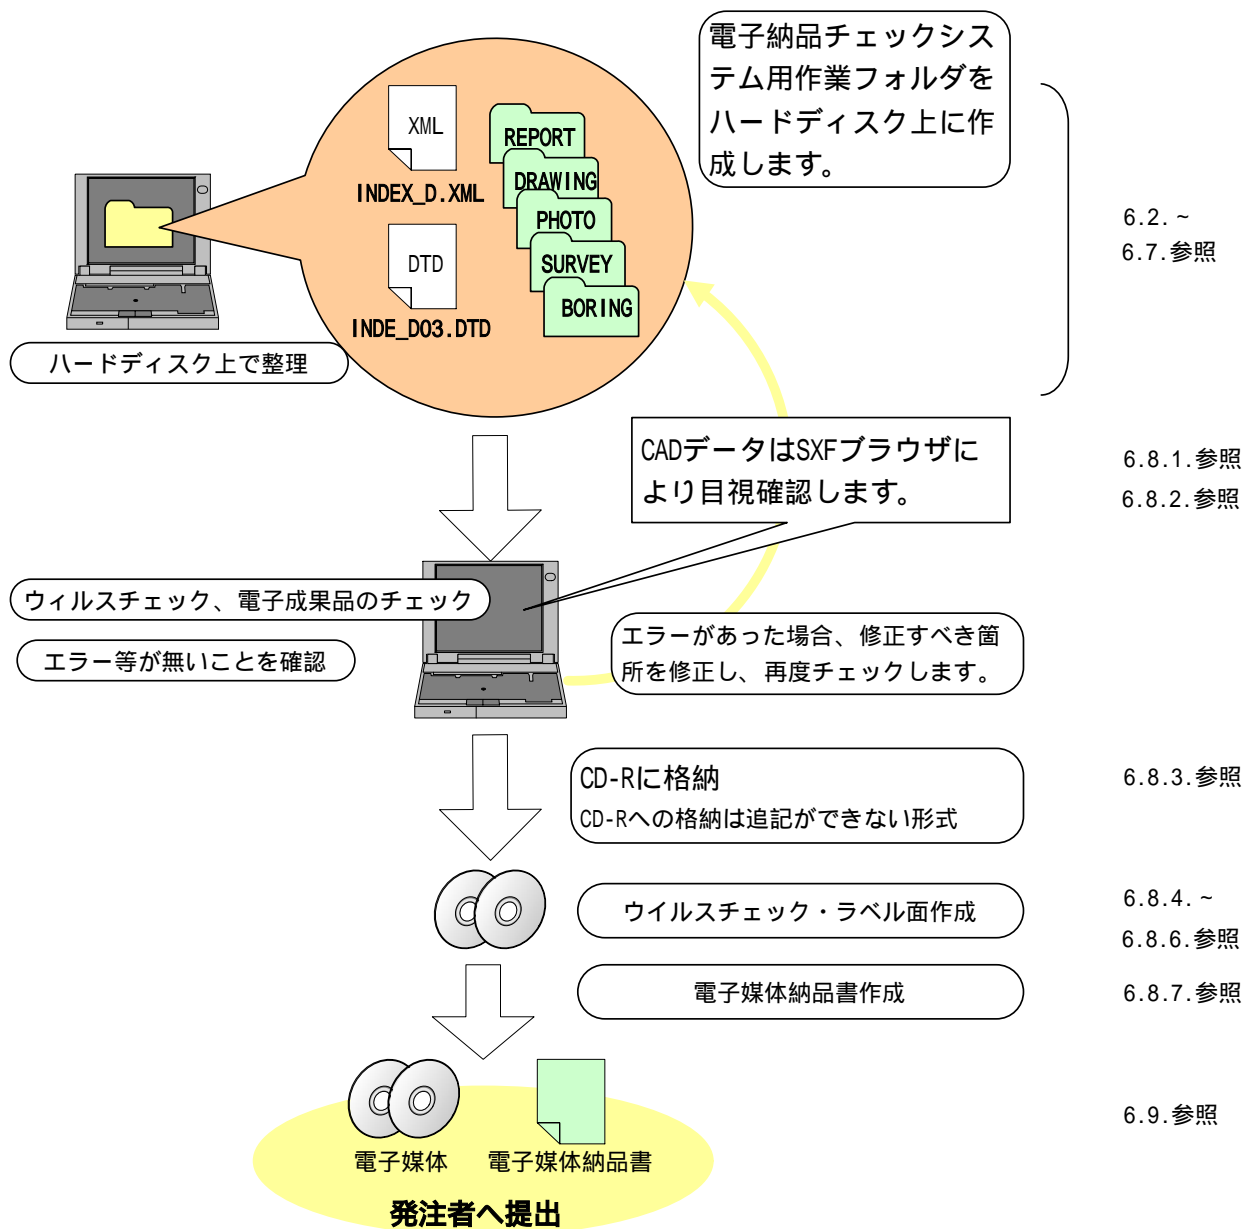 電子納品チェックシス
テム用作業フォルダを
ハードディスク上に作
成します。
XML
INDEX_D.XML
DTD
INDE_D03.DTD
REPORT
DRAWING
PHOTO
SURVEY
BORING
6.2.~
6.7.参照
ハードディスク上で整理
CADデータはSXFブラウザに
より目視確認します。
6.8.1.参照
6.8.2.参照
ウィルスチェック、電子成果品のチェック
エラー等が無いことを確認
エラーがあった場合、修正すべき箇
所を修正し、再度チェックします。
CD-Rに格納
CD-Rへの格納は追記ができない形式
6.8.3.参照
ウイルスチェック・ラベル面作成
6.8.4.~
6.8.6.参照
電子媒体納品書作成
6.8.7.参照
電子媒体
電子媒体納品書
6.9.参照
発注者へ提出